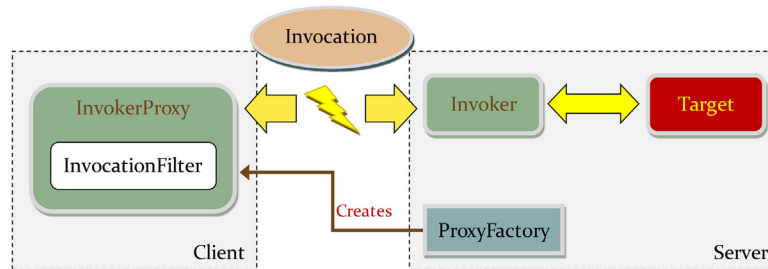 Invocation
InvokerProxy
InvocationFilter
Invoker
Target
Creates
ProxyFactory
Client
Server